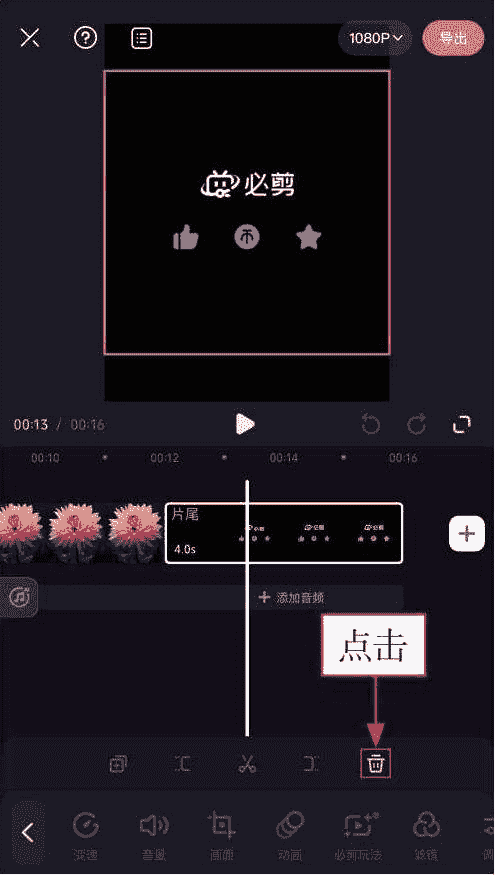 1080P
导出
必剪
00:13 / 00:16
00:10
00:12
00:14
00:16
片尾
4.0s
必剪
必剪
必剪
添加音频
点击
变速
音量
画面
动画
必剪玩法
滤镜
调